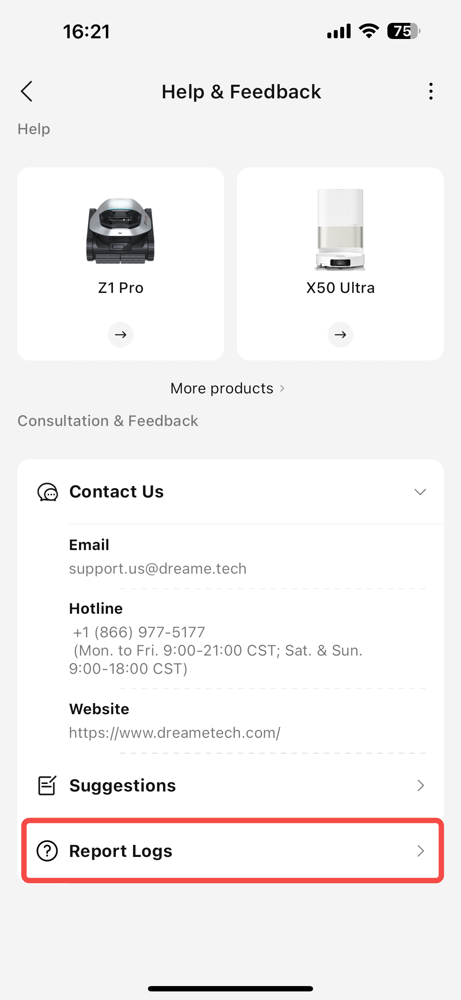 16:21
75
Help & Feedback
Help
Z1 Pro
X50 Ultra
More products
Consultation & Feedback
Contact Us
Email
support.us@dreame.tech
Hotline
+1 (866) 977-5177
(Mon. to Fri. 9:00-21:00 CST; Sat. & Sun.
9:00-18:00 CST)
Website
https://www.dreametech.com/
Suggestions
Report Logs